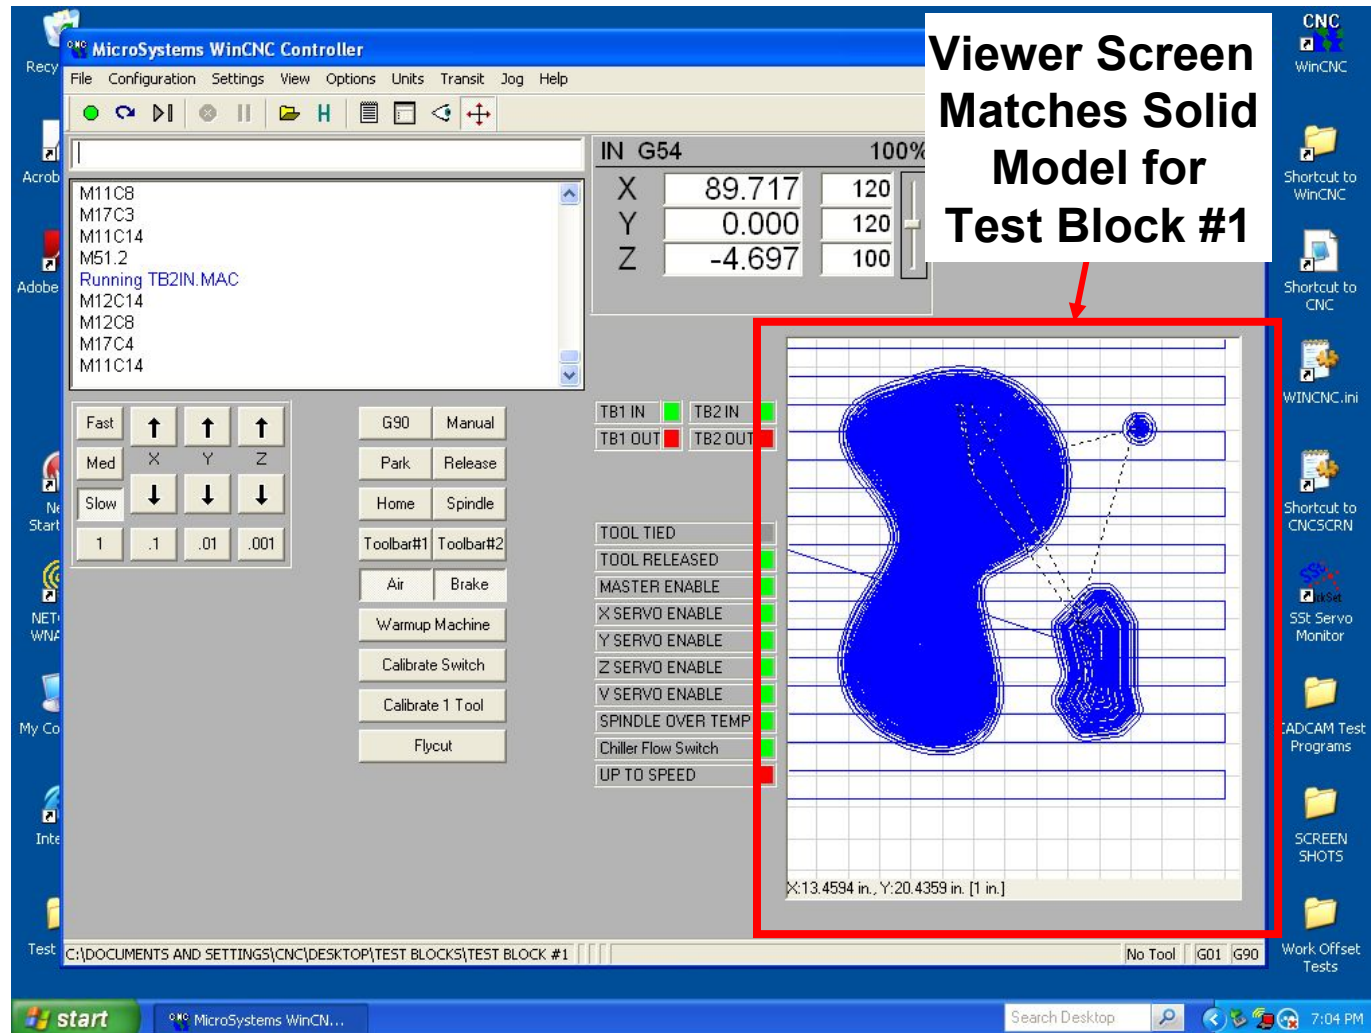 Viewer Screen
Matches Solid
Model for
Test Block #1
MicroSystems WinCNC Controller
File Configuration Settings View Options Units Transit Jog Help
H
M11C8
M17C3
M11C14
M51.2
Running TB2IN.MAC
M12C14
M12C8
M17C4
M11C14
IN G54 100%
X 89.717 120
Y 0.000 120
Z -4.697 100
Fast
Med
Slow
X Y Z
1 .1 .01 .001
G90 Manual
Park Release
Home Spindle
Toolbar#1 Toolbar#2
Air Brake
Warmup Machine
Calibrate Switch
Calibrate 1 Tool
Flycut
TB1 IN TB2 IN
TB1 OUT TB2 OUT
TOOL TIED
TOOL RELEASED
MASTER ENABLE
X SERVO ENABLE
Y SERVO ENABLE
Z SERVO ENABLE
V SERVO ENABLE
SPINDLE OVER TEMP
Chiller Flow Switch
UP TO SPEED
X:13.4594 in., Y:20.4359 in. [1 in.]
C:\DOCUMENTS AND SETTINGS\CNC\DESKTOP\TEST BLOCKS\TEST BLOCK #1
No Tool G01 G90
Recy
Acrob
Adobe
Ne
Start
NET
WNA
My Co
Inte
Test
CNC
WinCNC
Shortcut to
WinCNC
Shortcut to
CNC
WINCNC.ini
Shortcut to
CNCSCRN
SSt Servo
Monitor
CADCAM Test
Programs
SCREEN
SHOTS
Work Offset
Tests
start
MicroSystems WinCN...
Search Desktop
7:04 PM